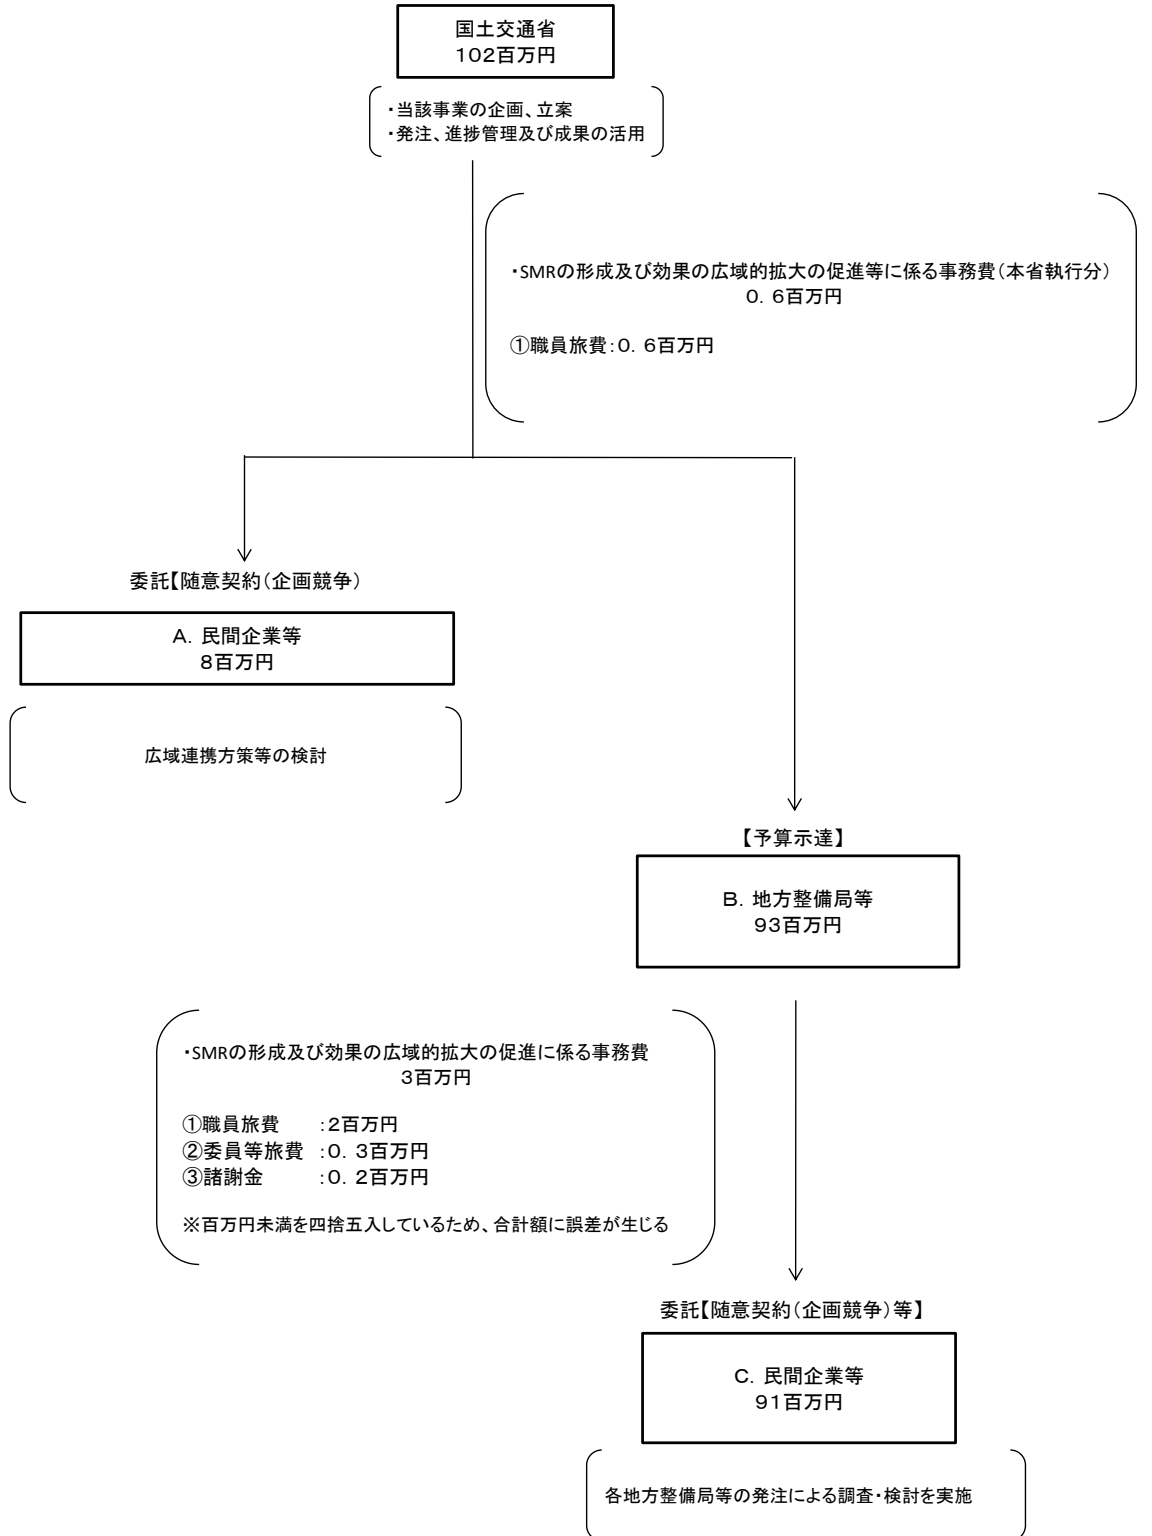 国土交通省
１０２百万円
・当該事業の企画、立案
・発注、進捗管理及び成果の活用
・SMRの形成及び効果の広域的拡大の促進等に係る事務費（本省執行分）
０．６百万円
①職員旅費：０．６百万円
委託【随意契約（企画競争）
Ａ．民間企業等
８百万円
広域連携方策等の検討
【予算示達】
Ｂ．地方整備局等
９３百万円
・SMRの形成及び効果の広域的拡大の促進に係る事務費
３百万円
①職員旅費　　：２百万円
②委員等旅費　：０．３百万円
③諸謝金　　　：０．２百万円
※百万円未満を四捨五入しているため、合計額に誤差が生じる
委託【随意契約（企画競争）等】
Ｃ．民間企業等
９１百万円
各地方整備局等の発注による調査・検討を実施